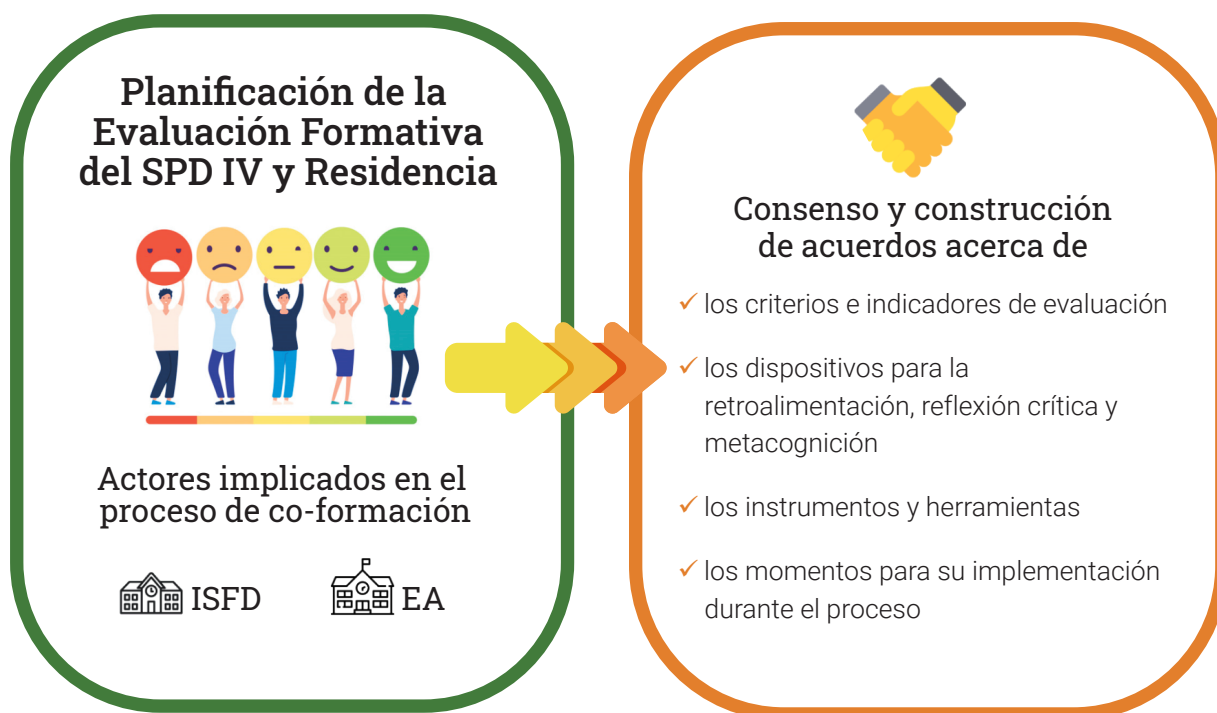 Planificación de la
Evaluación Formativa
del SPD IV y Residencia
Actores implicados en el
proceso de co-formación
ISFD
EA
Consenso y construcción
de acuerdos acerca de
✓ los criterios e indicadores de evaluación
✓ los dispositivos para la
retroalimentación, reflexión crítica y
metacognición
✓ los instrumentos y herramientas
✓ los momentos para su implementación
durante el proceso